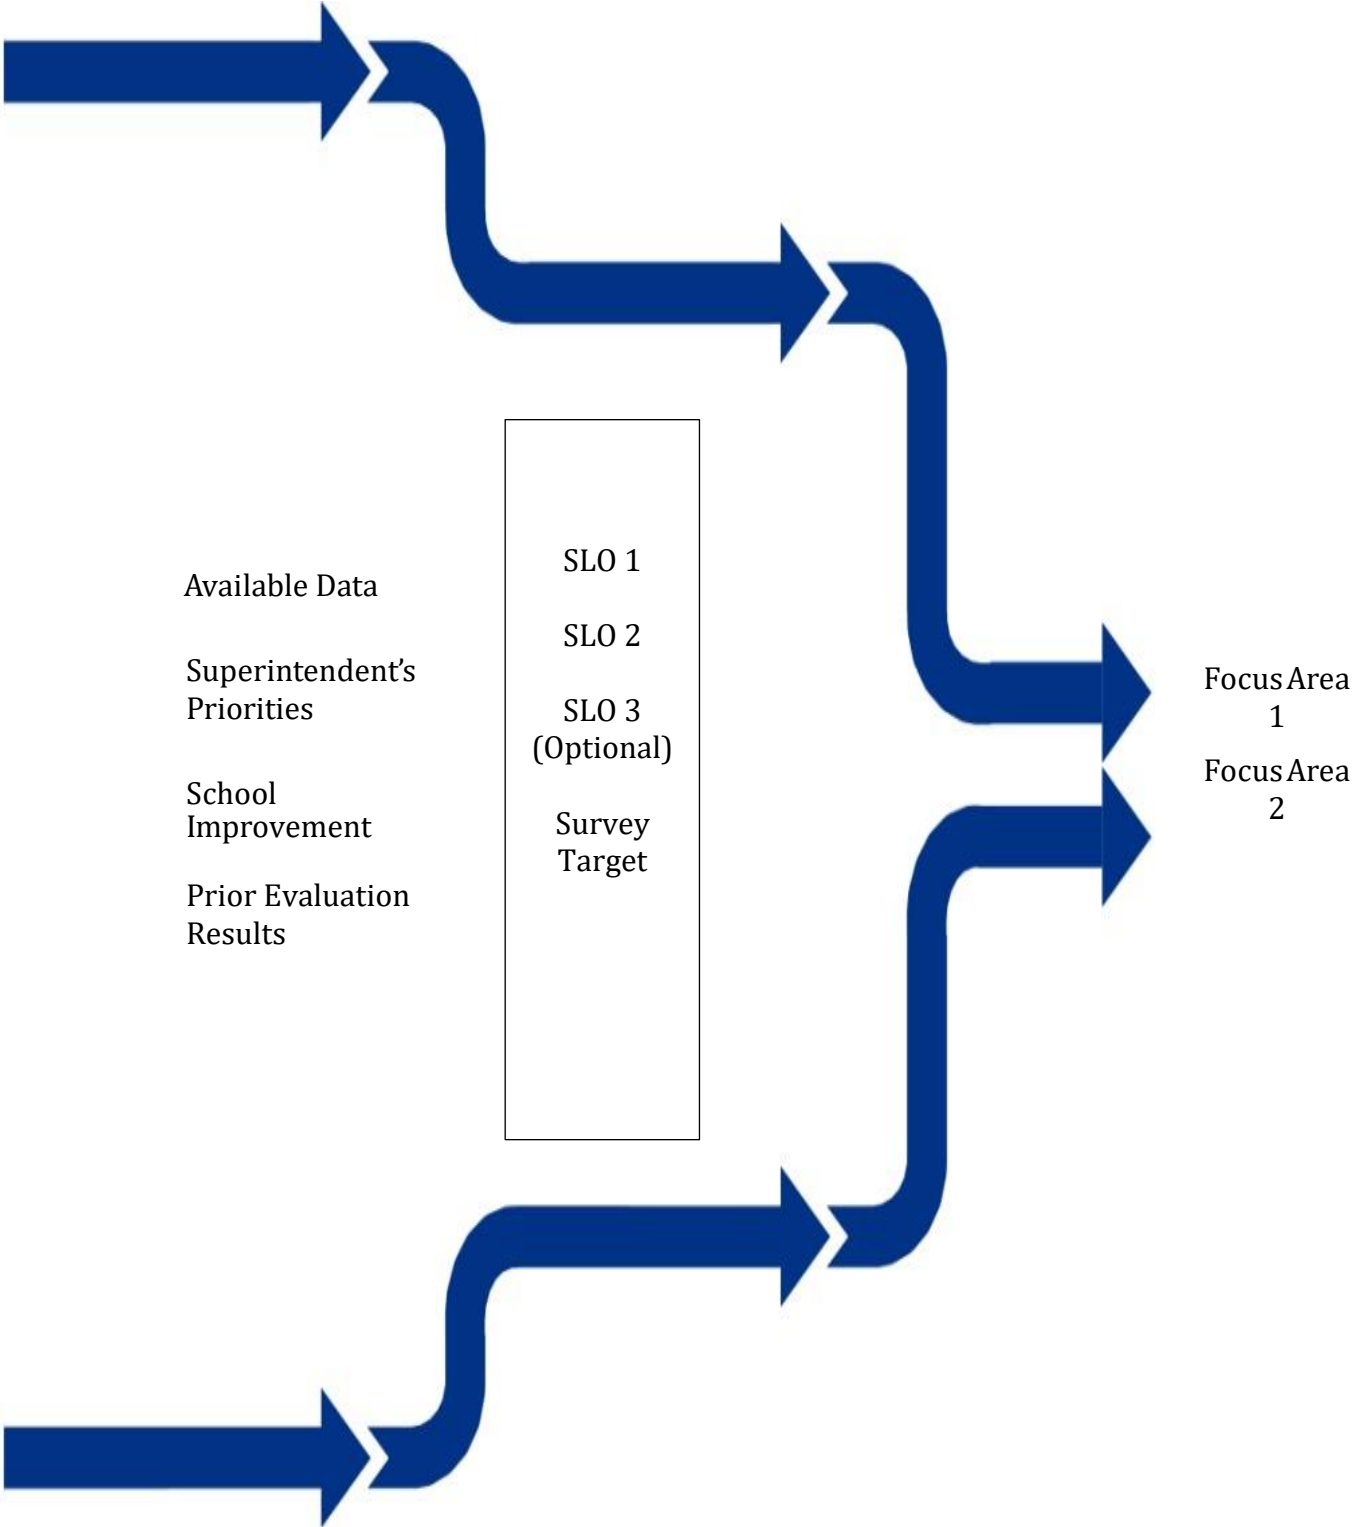 Available Data
Superintendent’s
Priorities
School
Improvement
Prior Evaluation
Results
SLO 1
SLO 2
SLO 3
(Optional)
Survey
Target
Focus Area
1
Focus Area
2